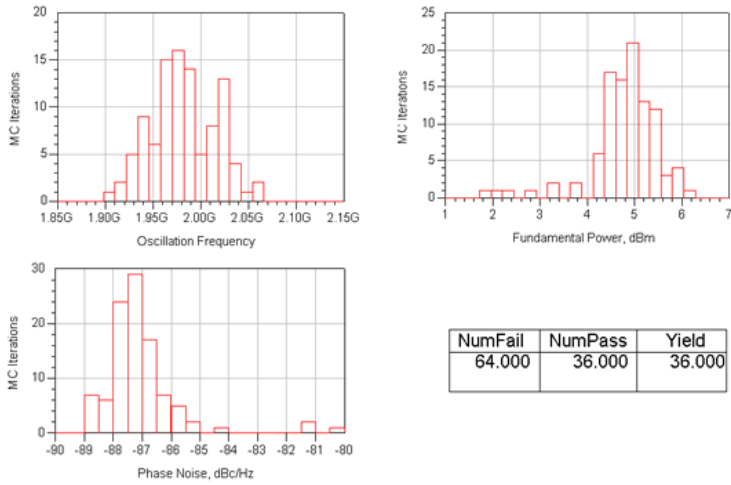 20
15
10
5
0
MC Iterations
1.85G 1.90G 1.95G 2.00G 2.05G 2.10G 2.15G
Oscillation Frequency
25
20
15
10
5
0
MC Iterations
1 2 3 4 5 6 7
Fundamental Power, dBm
30
20
10
0
MC Iterations
-90 -89 -88 -87 -86 -85 -84 -83 -82 -81 -80
Phase Noise, dBc/Hz
NumFail NumPass Yield
64.000 36.000 36.000